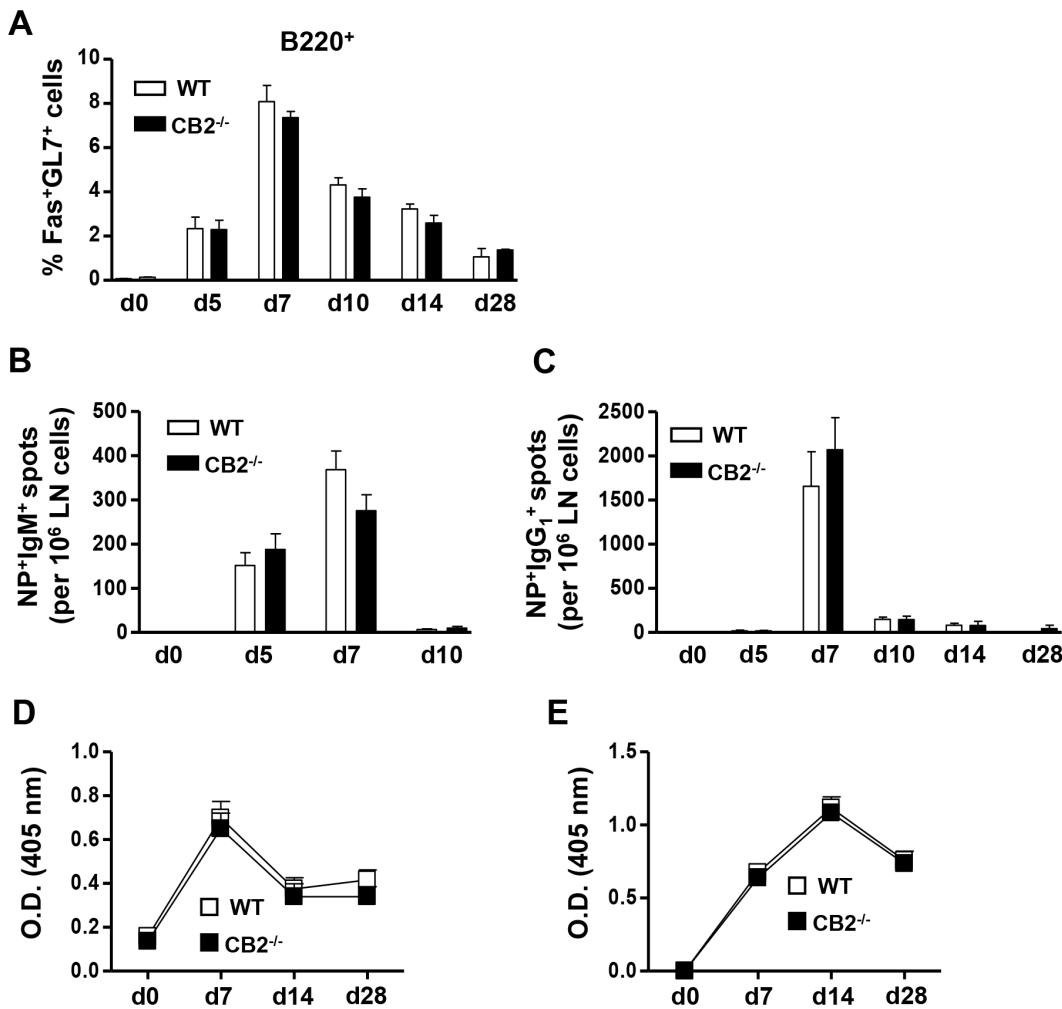 A
B220⁺
% Fas⁺GL7⁺ cells
10
8
6
4
2
0
WT
CB2⁻/⁻
d0 d5 d7 d10 d14 d28
B
NP⁺IgM⁺ spots
(per 10⁶ LN cells)
500
400
300
200
100
0
WT
CB2⁻/⁻
d0 d5 d7 d10
C
NP⁺IgG₁⁺ spots
(per 10⁶ LN cells)
2500
2000
1500
1000
500
0
WT
CB2⁻/⁻
d0 d5 d7 d10 d14 d28
D
O.D. (405 nm)
1.0
0.8
0.6
0.4
0.2
0.0
WT
CB2⁻/⁻
d0 d7 d14 d28
E
O.D. (405 nm)
1.5
1.0
0.5
0.0
WT
CB2⁻/⁻
d0 d7 d14 d28